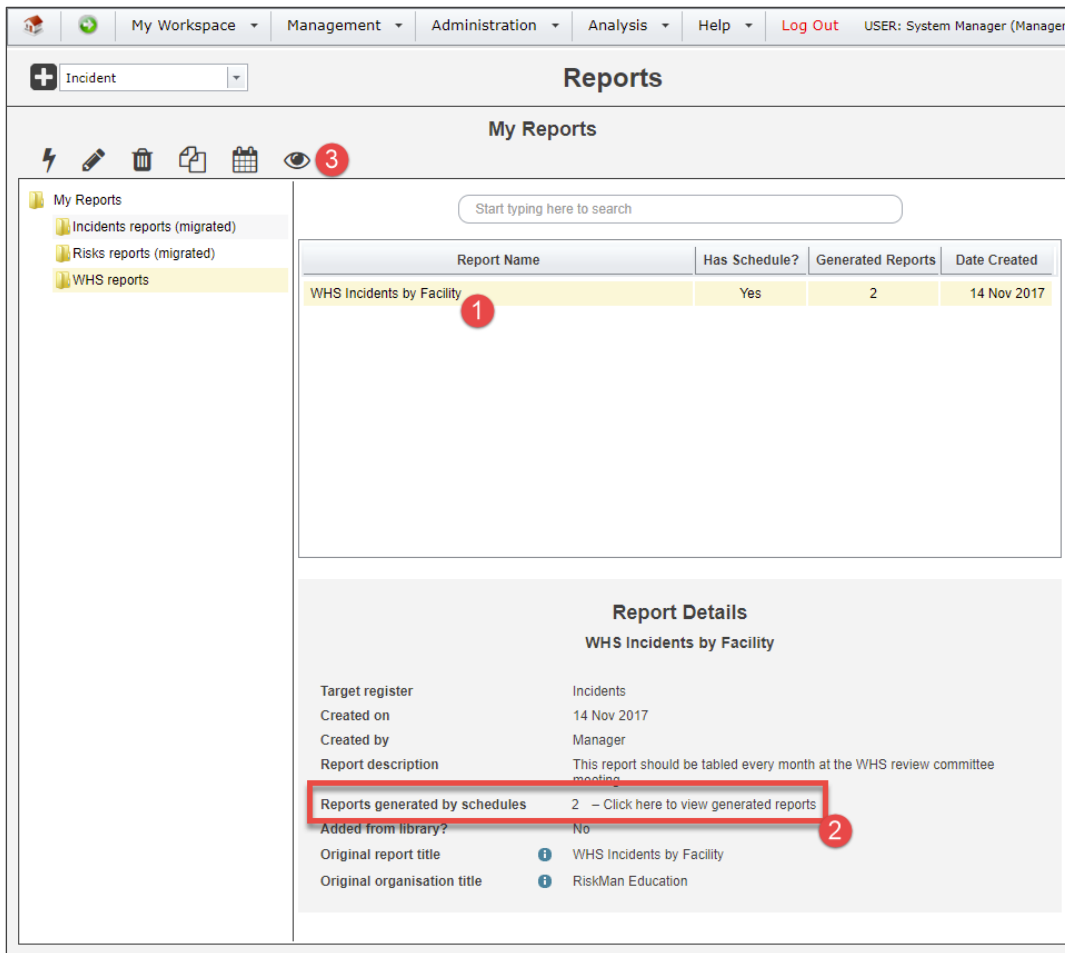 My Workspace Management Administration Analysis Help Log Out USER: System Manager (Manager
Incident
Reports
My Reports
3
My Reports
Incidents reports (migrated)
Risks reports (migrated)
WHS reports
Start typing here to search
Report Name Has Schedule? Generated Reports Date Created
WHS Incidents by Facility Yes 2 14 Nov 2017
1
Report Details
WHS Incidents by Facility
Target register Incidents
Created on 14 Nov 2017
Created by Manager
Report description This report should be tabled every month at the WHS review committee
meeting
Reports generated by schedules 2 – Click here to view generated reports
Added from library? No
2
Original report title WHS Incidents by Facility
Original organisation title RiskMan Education